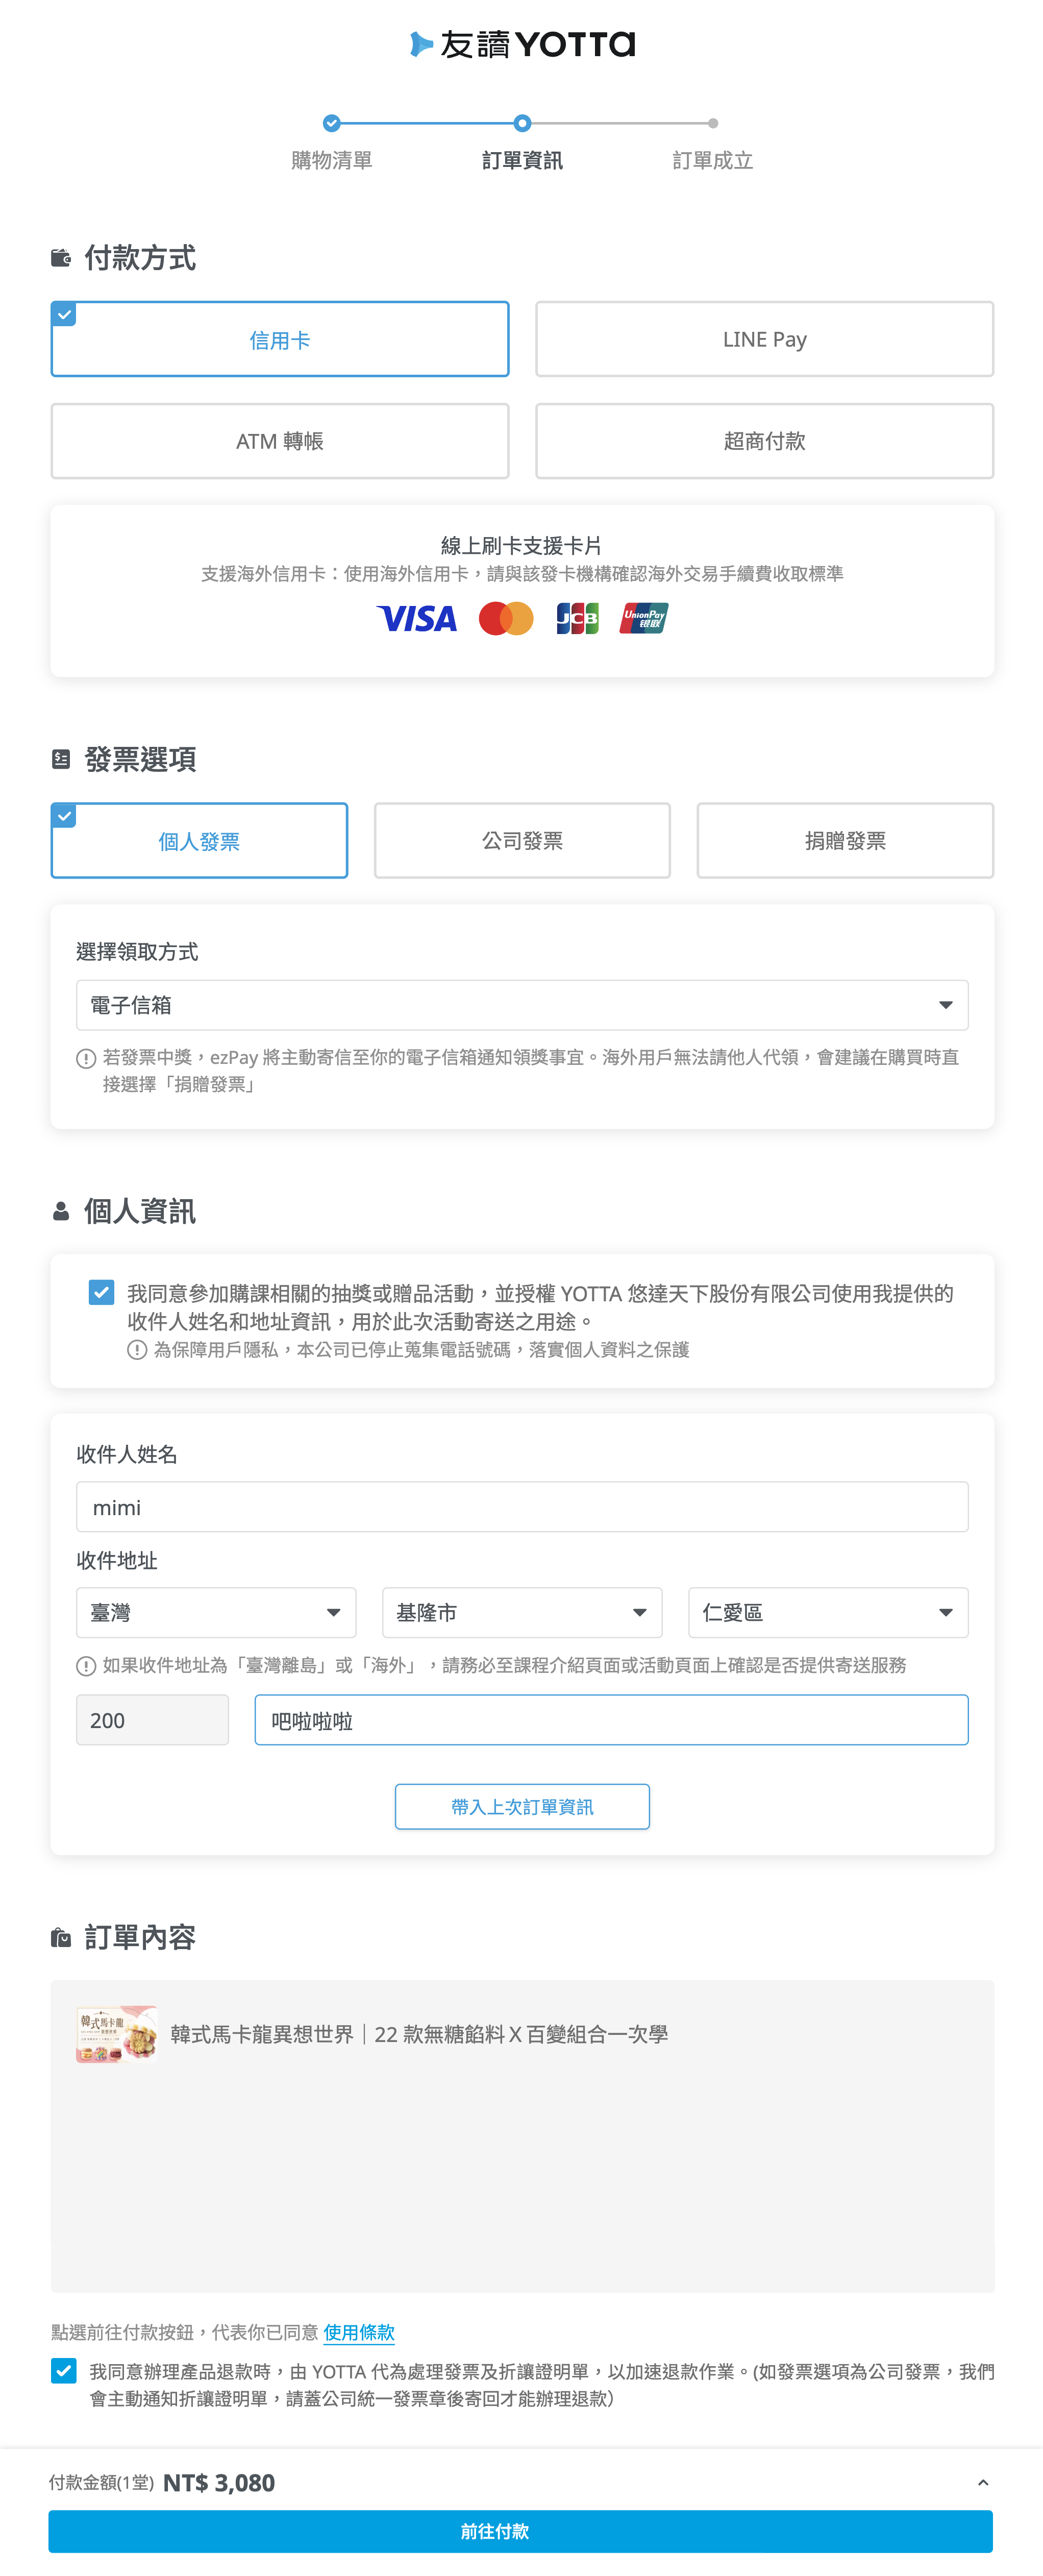 友讀 YOTTA
購物清單
訂單資訊
訂單成立
付款方式
信用卡
LINE Pay
ATM 轉帳
超商付款
線上刷卡支援卡片
支援海外信用卡：使用海外信用卡，請與該發卡機構確認海外交易手續費收取標準
VISA
JCB
UnionPay
银联
發票選項
個人發票
公司發票
捐贈發票
選擇領取方式
電子信箱
若發票中獎，ezPay 將主動寄信至你的電子信箱通知領獎事宜。海外用戶無法請他人代領，會建議在購買時直
接選擇「捐贈發票」
個人資訊
我同意參加購課相關的抽獎或贈品活動，並授權 YOTTA 悠達天下股份有限公司使用我提供的
收件人姓名和地址資訊，用於此次活動寄送之用途。
為保障用戶隱私，本公司已停止蒐集電話號碼，落實個人資料之保護
收件人姓名
mimi
收件地址
臺灣
基隆市
仁愛區
如果收件地址為「臺灣離島」或「海外」，請務必至課程介紹頁面或活動頁面上確認是否提供寄送服務
200
吧啦啦啦
帶入上次訂單資訊
訂單內容
韓式馬卡龍
韓式馬卡龍異想世界｜22 款無糖餡料 X 百變組合一次學
點選前往付款按鈕，代表你已同意 使用條款
我同意辦理產品退款時，由 YOTTA 代為處理發票及折讓證明單，以加速退款作業。(如發票選項為公司發票，我們
會主動通知折讓證明單，請蓋公司統一發票章後寄回才能辦理退款）
付款金額(1堂) NT$ 3,080
前往付款